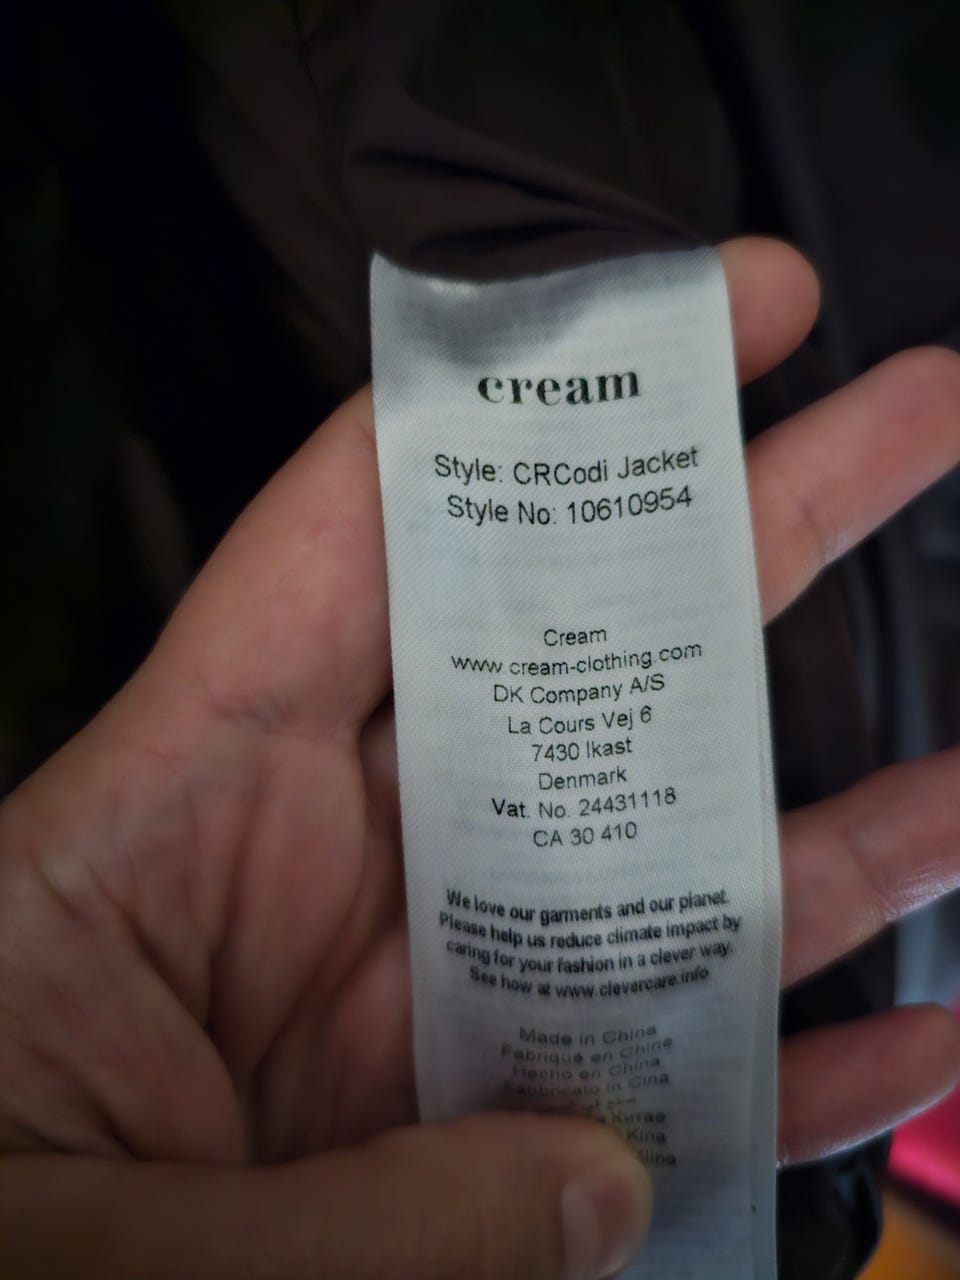 cream
Style: CRCodi Jacket
Style No: 10610954
Cream
www.cream-clothing.com
DK Company A/S
La Cours Vej 6
7430 Ikast
Denmark
Vat. No. 24431118
CA 30 410
We love our garments and our planet.
Please help us reduce climate impact by
caring for your fashion in a clever way.
See how at www.clevercare.info
Made in China
Fabriqué en Chine
Hecho en China
Fabbricato in Cina
Kina